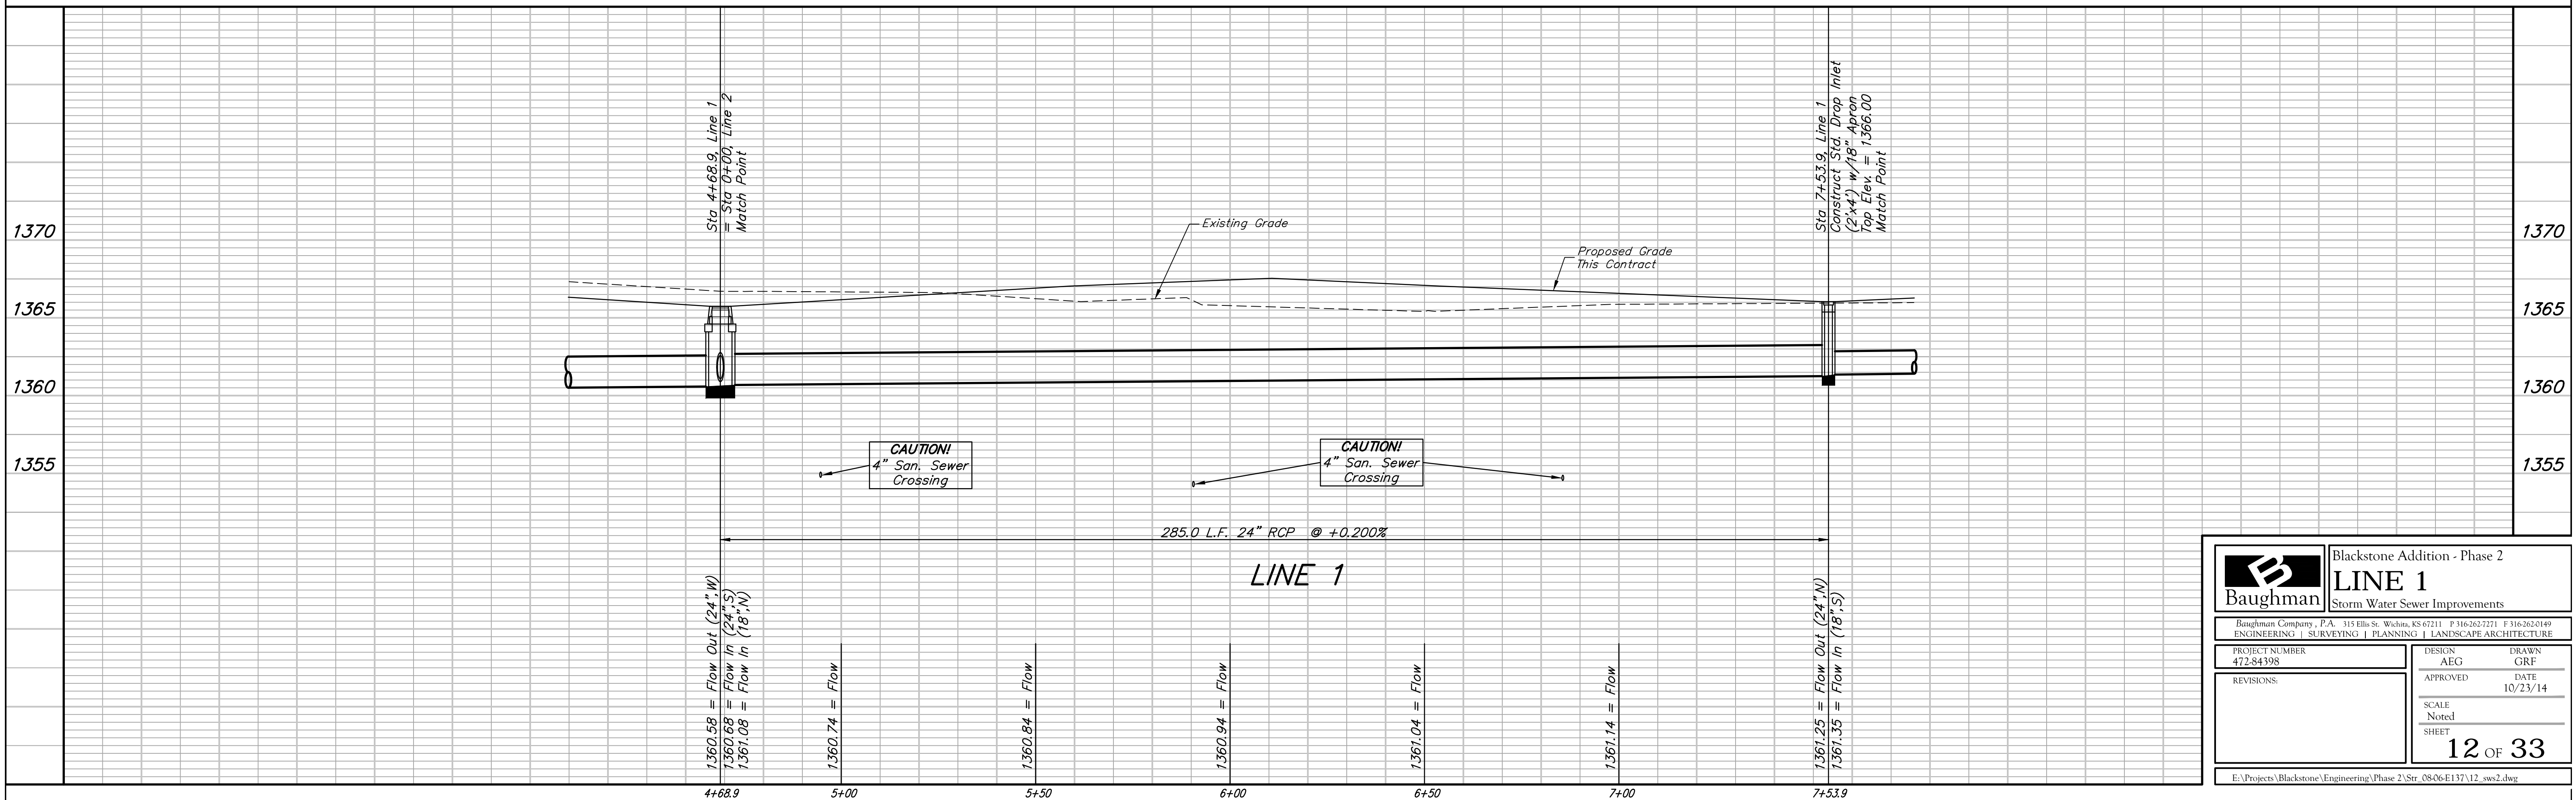 Sta 4+68.9, Line 1
= Sta 0+00, Line 2
Match Point
Sta 7+53.9, Line 1
Construct Std. Drop Inlet
(2'x4') w/18" Apron
Top Elev. = 1366.00
Match Point
1370
1370
Existing Grade
Proposed Grade
This Contract
1365
1365
1360
1360
CAUTION!
4" San. Sewer
Crossing
CAUTION!
4" San. Sewer
Crossing
1355
1355
285.0 L.F. 24" RCP @ +0.200%
LINE 1
1360.58 = Flow Out (24",W)
1360.68 = Flow In (24",S)
1361.08 = Flow In (18",N)
1360.74 = Flow
1360.84 = Flow
1360.94 = Flow
1361.04 = Flow
1361.14 = Flow
1361.25 = Flow Out (24",N)
1361.35 = Flow In (18",S)
4+68.9
5+00
5+50
6+00
6+50
7+00
7+53.9
B
Baughman
Blackstone Addition - Phase 2
LINE 1
Storm Water Sewer Improvements
Baughman Company, P.A. 315 Ellis St. Wichita, KS 67211 P 316-262-7271 F 316-262-0149
ENGINEERING | SURVEYING | PLANNING | LANDSCAPE ARCHITECTURE
PROJECT NUMBER
472-84398
REVISIONS:
DESIGN
AEG
DRAWN
GRF
APPROVED
DATE
10/23/14
SCALE
Noted
SHEET
12 OF 33
E:\Projects\Blackstone\Engineering\Phase 2\Str_08-06-E137\12_sws2.dwg